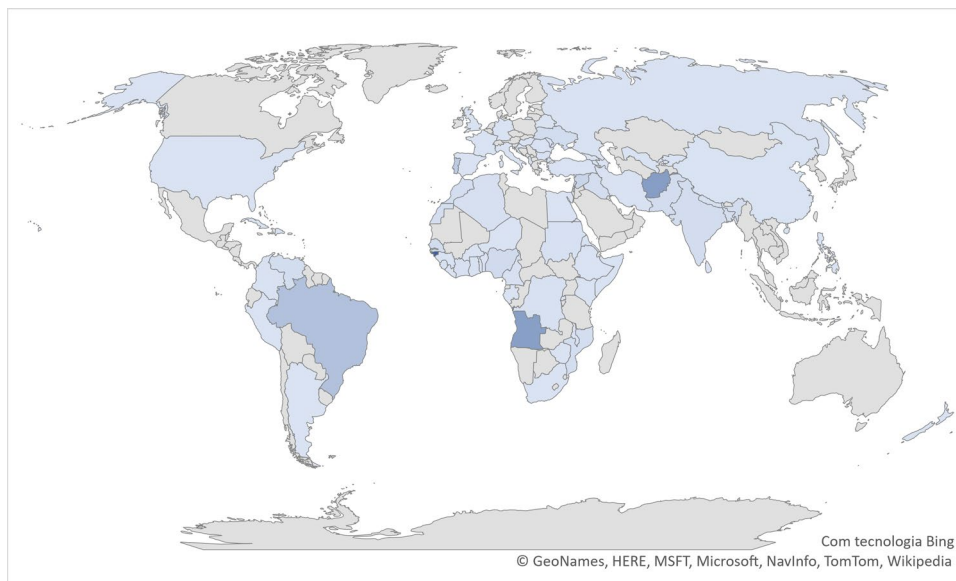 Com tecnologia Bing
© GeoNames, HERE, MSFT, Microsoft, NavInfo, TomTom, Wikipedia